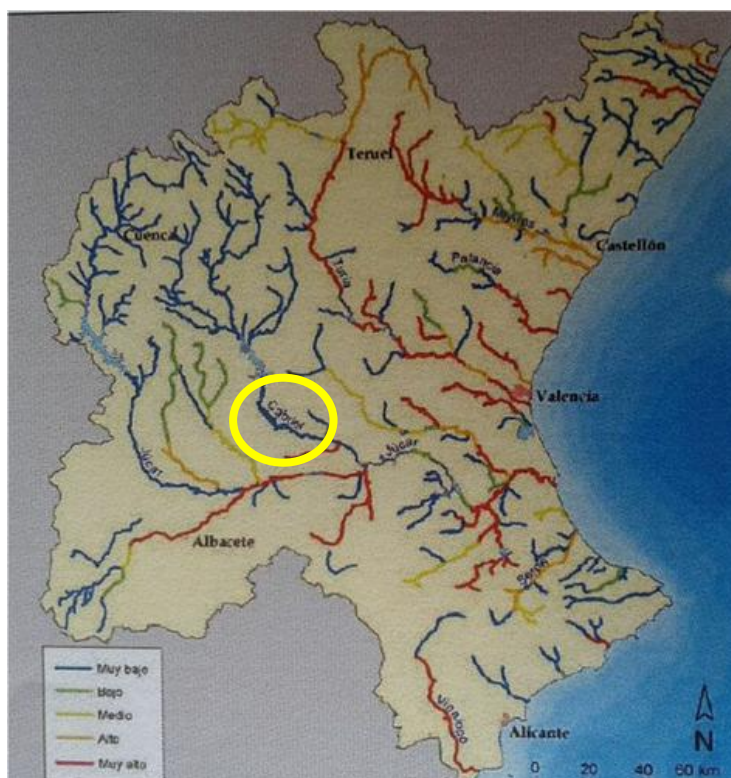 Teruel
Cuenca
Mijares
Castellón
Palancia
Turia
Valencia
Cabriel
Júcar
Júcar
Albacete
Serpis
Muy bajo
Bajo
Medio
Alto
Muy alto
Vinalopó
Alicante
N
0 20 40 60 km